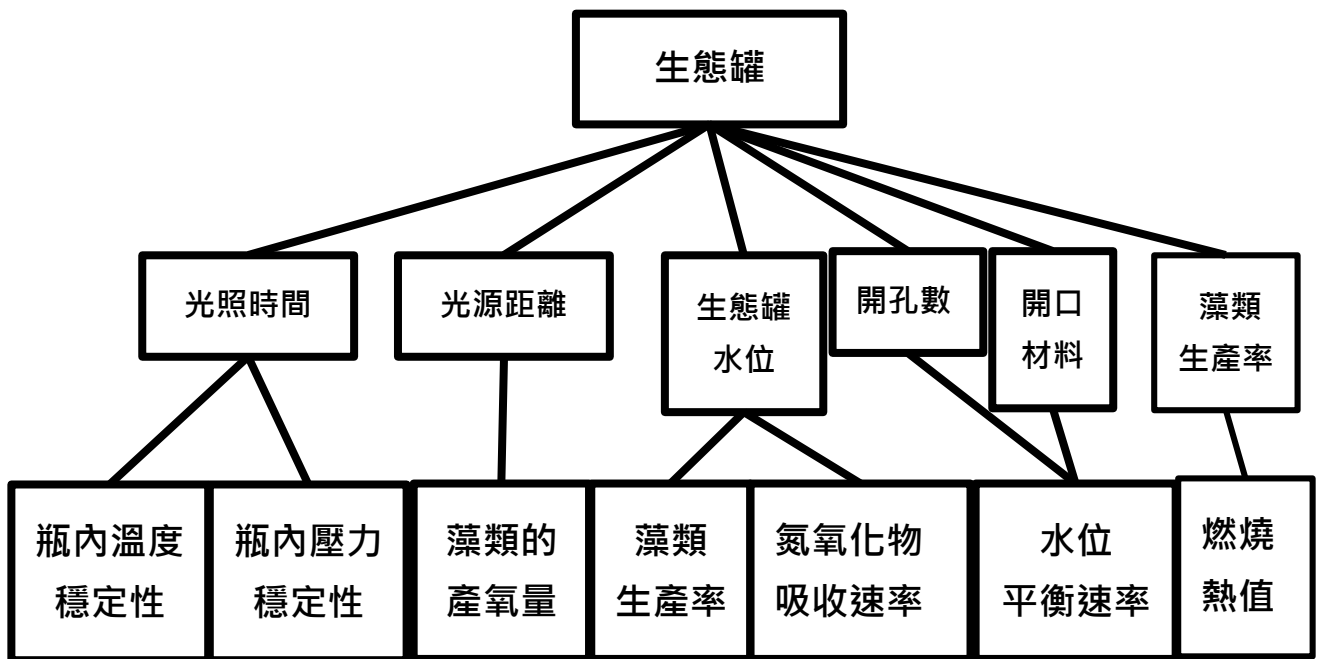 生態罐
光照時間
光源距離
生態罐
水位
開孔數
開口
材料
藻類
生產率
瓶內溫度
穩定性
瓶內壓力
穩定性
藻類的
產氧量
藻類
生產率
氮氧化物
吸收速率
水位
平衡速率
燃燒
熱值